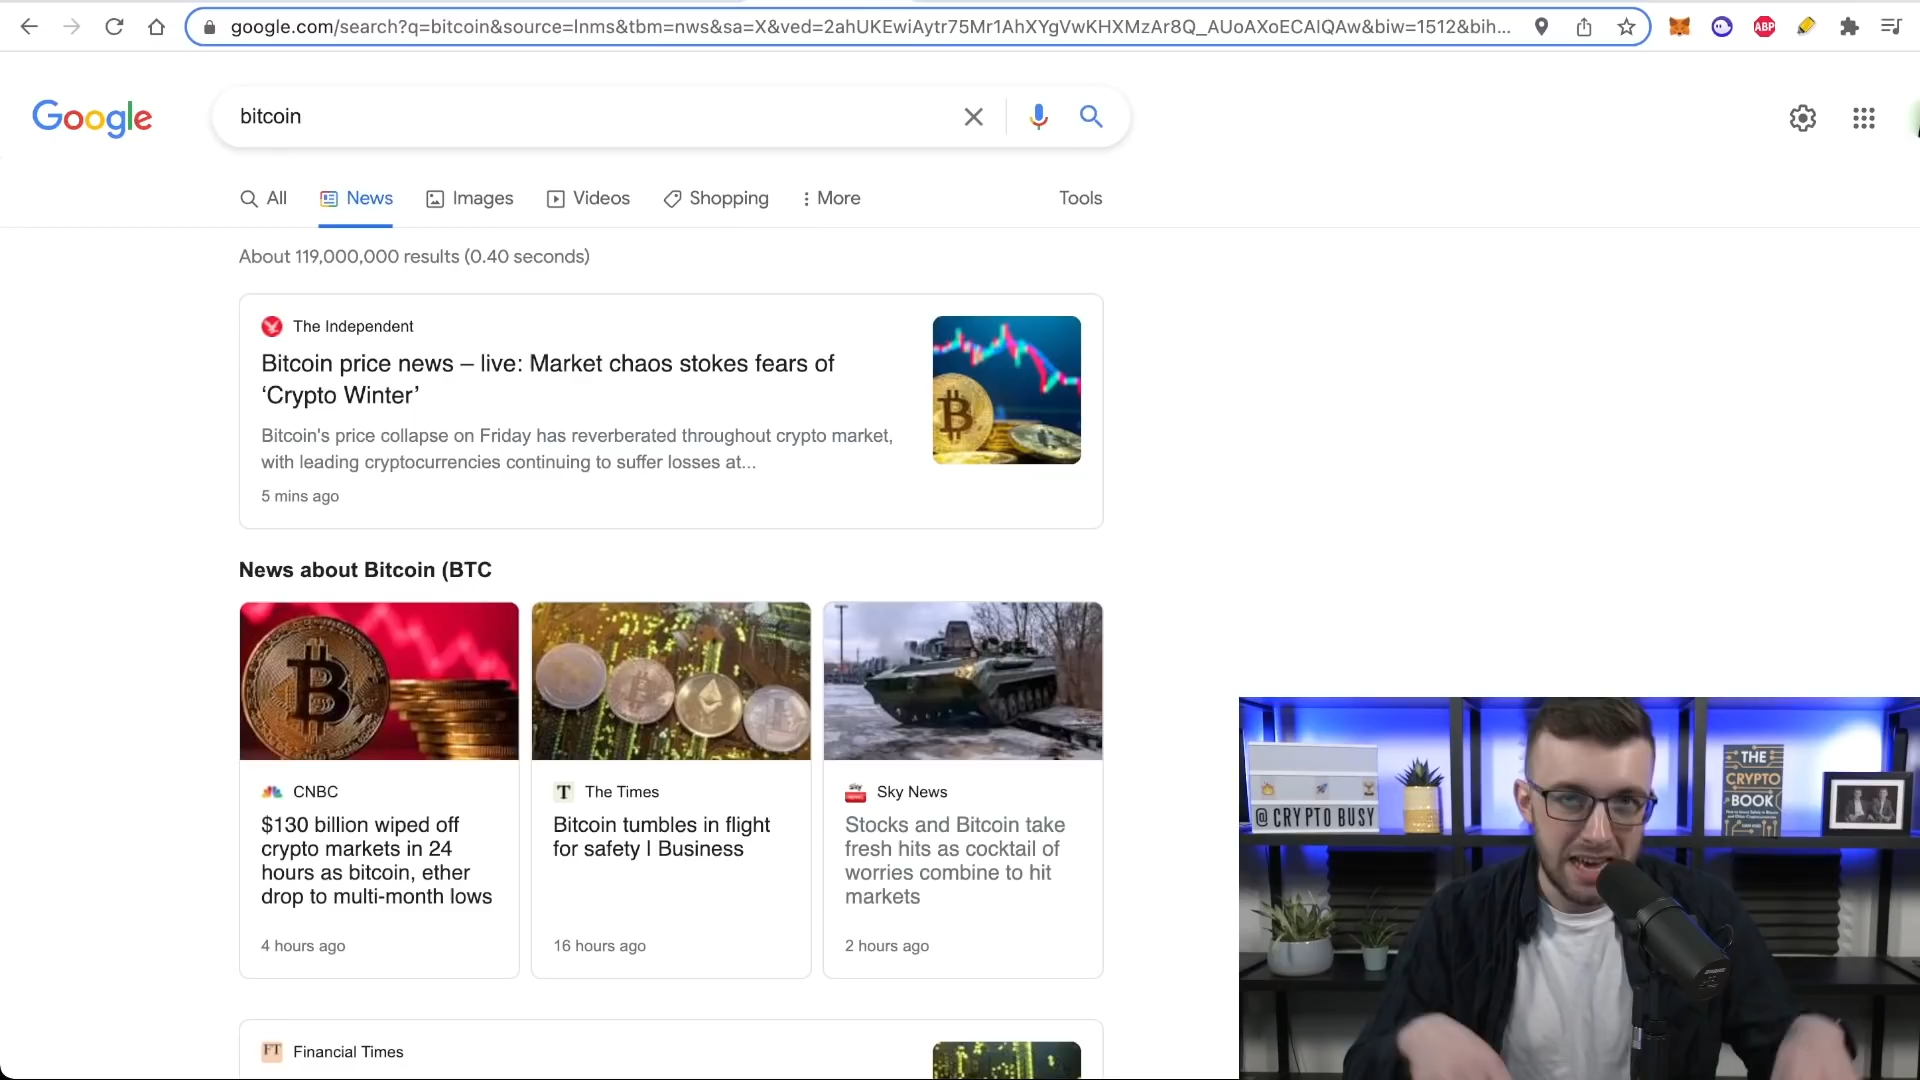 google.com/search?q=bitcoin&source=lnms&tbm=nws&sa=X&ved=2ahUKEwiAytr75Mr1AhXYgVwKHXMzAr8Q_AUoAXoECAIQAw&biw=1512&bih...
ABP
Google
bitcoin
All
News
Images
Videos
Shopping
More
Tools
About 119,000,000 results (0.40 seconds)
The Independent
Bitcoin price news – live: Market chaos stokes fears of
‘Crypto Winter’
Bitcoin's price collapse on Friday has reverberated throughout crypto market,
with leading cryptocurrencies continuing to suffer losses at...
5 mins ago
News about Bitcoin (BTC
CNBC
$130 billion wiped off
crypto markets in 24
hours as bitcoin, ether
drop to multi-month lows
4 hours ago
T The Times
Bitcoin tumbles in flight
for safety | Business
16 hours ago
sky news
Sky News
Stocks and Bitcoin take
fresh hits as cocktail of
worries combine to hit
markets
2 hours ago
FT Financial Times
@CRYPTO BUSY
THE
CRYPTO
BOOK